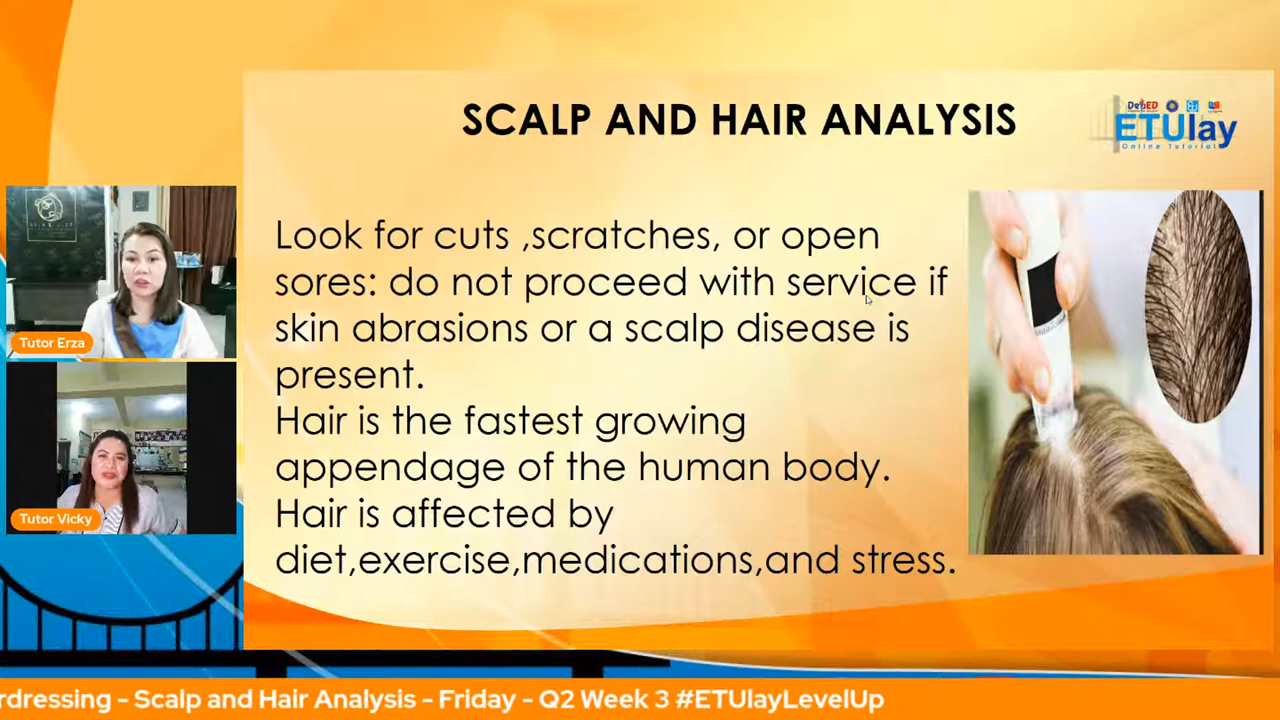 SCALP AND HAIR ANALYSIS
DepED
ETUlay
Online Tutorial
Look for cuts ,scratches, or open
sores: do not proceed with service if
skin abrasions or a scalp disease is
present.
Hair is the fastest growing
appendage of the human body.
Hair is affected by
diet,exercise,medications,and stress.
Tutor Erza
Tutor Vicky
rdressing - Scalp and Hair Analysis - Friday - Q2 Week 3 #ETUlayLevelUp